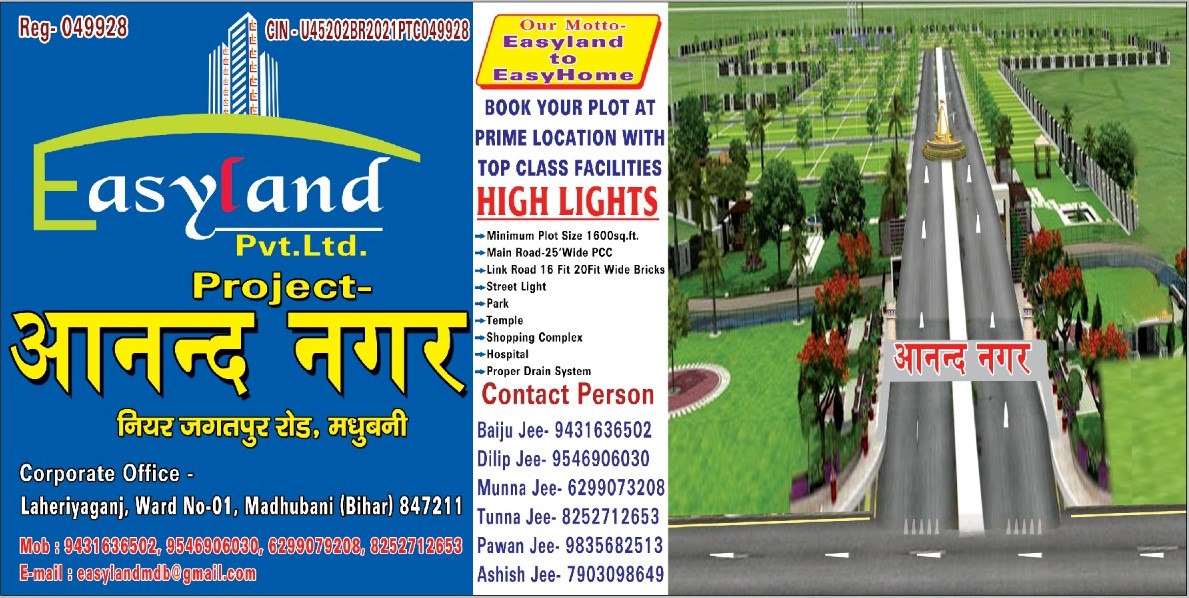 Reg- 049928
CIN - U45202BR2021PTC049928
Easyland
Pvt.Ltd.
Project-
आनन्द नगर
नियर जगतपुर रोड, मधुबनी
Corporate Office -
Laheriyaganj, Ward No-01, Madhubani (Bihar) 847211
Mob : 9431636502, 9546906030, 6299079208, 8252712653
E-mail : easylandmdb@gmail.com
Our Motto-
Easyland
to
EasyHome
BOOK YOUR PLOT AT
PRIME LOCATION WITH
TOP CLASS FACILITIES
HIGH LIGHTS
Minimum Plot Size 1600sq.ft.
Main Road-25'Wide PCC
Link Road 16 Fit 20Fit Wide Bricks
Street Light
Park
Temple
Shopping Complex
Hospital
Proper Drain System
Contact Person
Baiju Jee- 9431636502
Dilip Jee- 9546906030
Munna Jee- 6299073208
Tunna Jee- 8252712653
Pawan Jee- 9835682513
Ashish Jee- 7903098649
आनन्द नगर